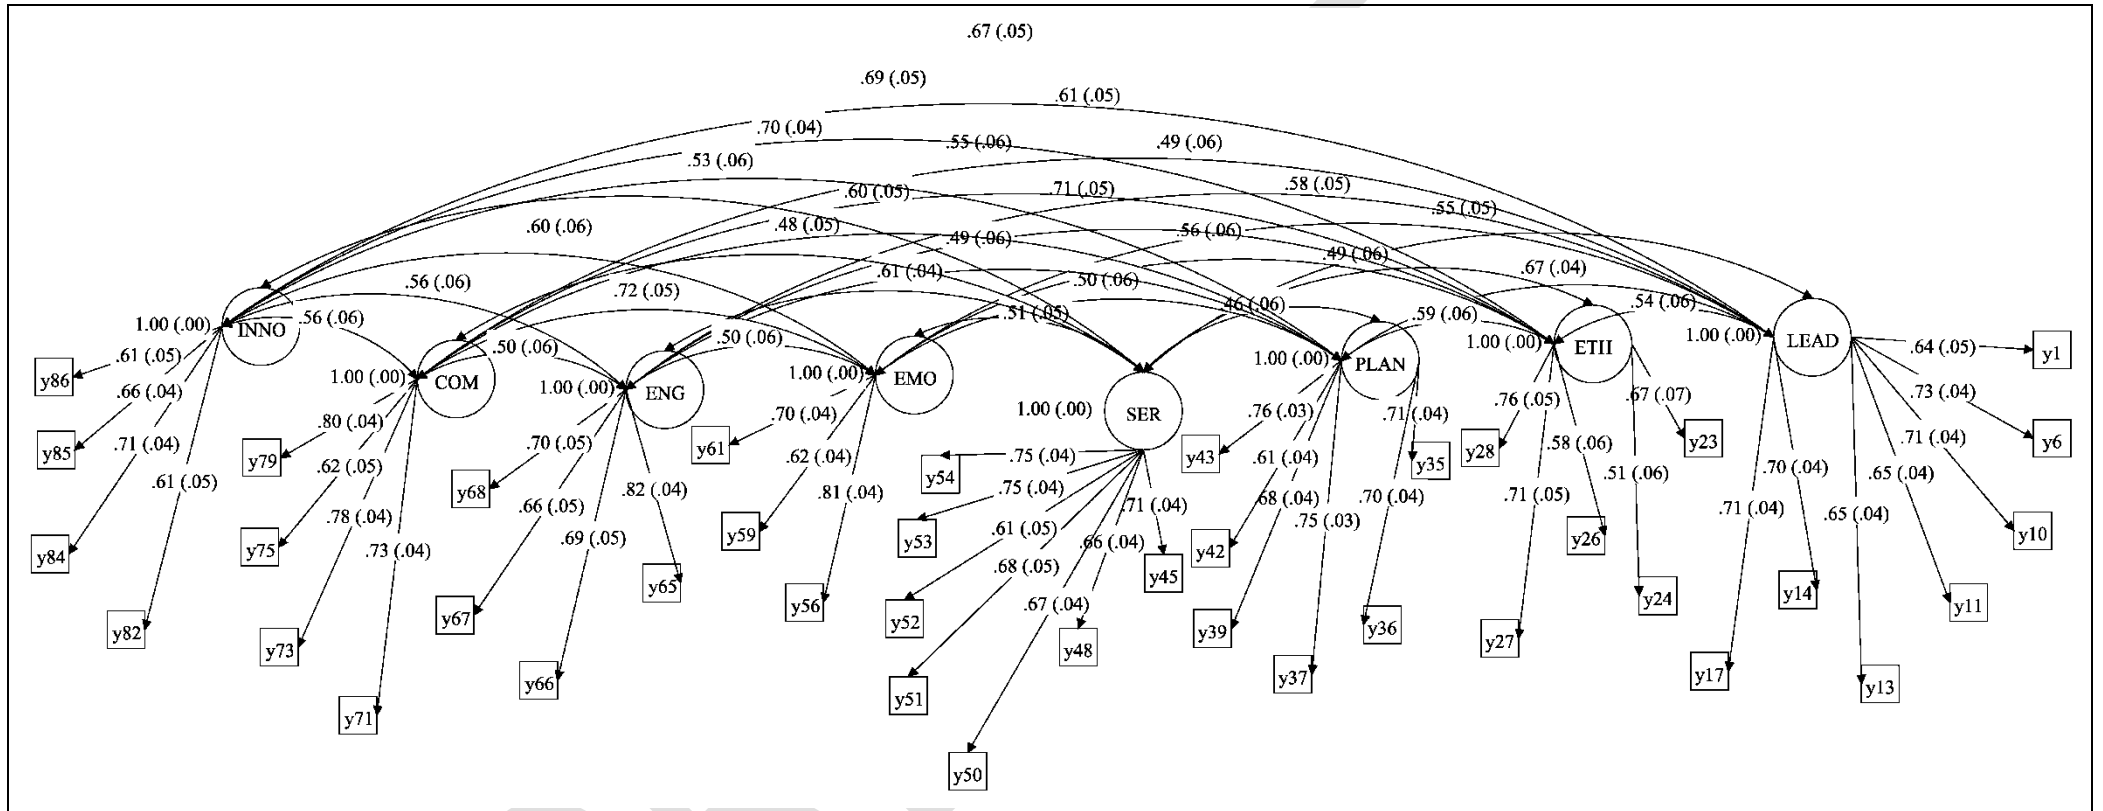 .67 (.05)
.69 (.05)
.61 (.05)
.70 (.04)
.55 (.06)
.49 (.06)
.53 (.06)
.60 (.05)
.71 (.05)
.58 (.05)
.60 (.06)
.48 (.05)
.49 (.06)
.56 (.06)
.55 (.05)
.56 (.06)
.72 (.05)
.61 (.04)
.50 (.06)
.49 (.06)
.67 (.04)
.56 (.06)
.50 (.06)
.50 (.06)
.51 (.05)
.46 (.06)
.59 (.06)
.54 (.06)
1.00 (.00) INNO
1.00 (.00) COM
1.00 (.00) ENG
1.00 (.00) EMO
1.00 (.00) SER
1.00 (.00) PLAN
1.00 (.00) ETII
1.00 (.00) LEAD
.61 (.05)
.66 (.04)
.71 (.04)
.61 (.05)
y86
y85
y84
y82
.80 (.04)
.62 (.05)
.78 (.04)
.73 (.04)
y79
y75
y73
y71
.70 (.05)
.66 (.05)
.69 (.05)
.82 (.04)
y68
y67
y66
y65
.70 (.04)
.62 (.04)
.81 (.04)
y61
y59
y56
.75 (.04)
.75 (.04)
.61 (.05)
.68 (.05)
.67 (.04)
.66 (.04)
.71 (.04)
y54
y53
y52
y51
y50
y48
y45
.76 (.03)
.61 (.04)
.68 (.04)
.75 (.03)
.70 (.04)
.71 (.04)
y43
y42
y39
y37
y36
y35
.76 (.05)
.71 (.05)
.58 (.06)
.51 (.06)
.67 (.07)
y28
y27
y26
y24
y23
.71 (.04)
.70 (.04)
.65 (.04)
.65 (.04)
.71 (.04)
.73 (.04)
.64 (.05)
y17
y14
y13
y11
y10
y6
y1